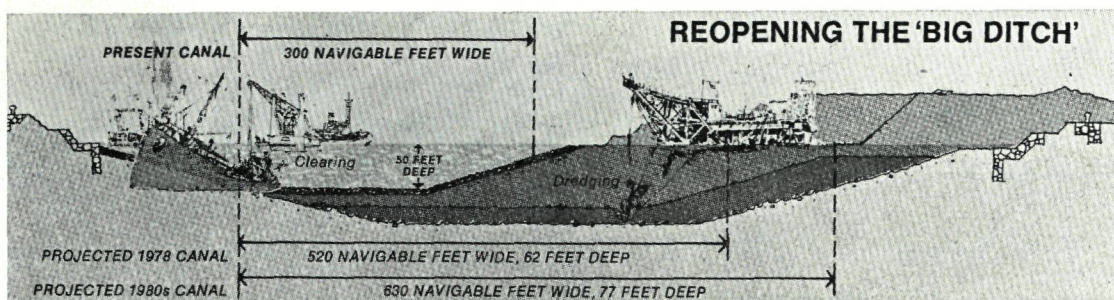 REOPENING THE 'BIG DITCH'
PRESENT CANAL
300 NAVIGABLE FEET WIDE
Clearing
50 FEET
DEEP
Dredging
PROJECTED 1978 CANAL
520 NAVIGABLE FEET WIDE, 62 FEET DEEP
PROJECTED 1980s CANAL
630 NAVIGABLE FEET WIDE, 77 FEET DEEP